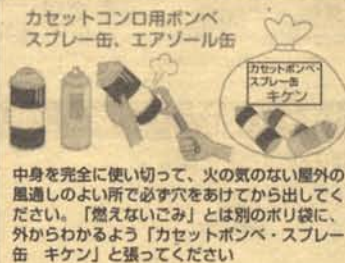 カセットコンロ用ボンベ
スプレー缶、エアゾール缶
カセットボンベ・
スプレー缶
キケン
中身を完全に使い切って、火の気のない屋外の
風通しのよい所で必ず穴をあけてから出してく
ださい。「燃えないごみ」とは別のポリ袋に、
外からわかるよう「カセットボンベ・スプレー
缶　キケン」と張ってください